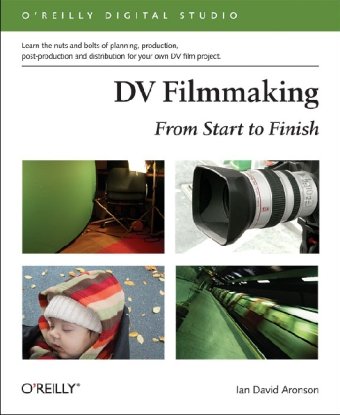 O'REILLY DIGITAL STUDIO
Learn the nuts and bolts of planning, production,
post-production and distribution for your own DV film project.
DV Filmmaking
From Start to Finish
O'REILLY®
Ian David Aronson